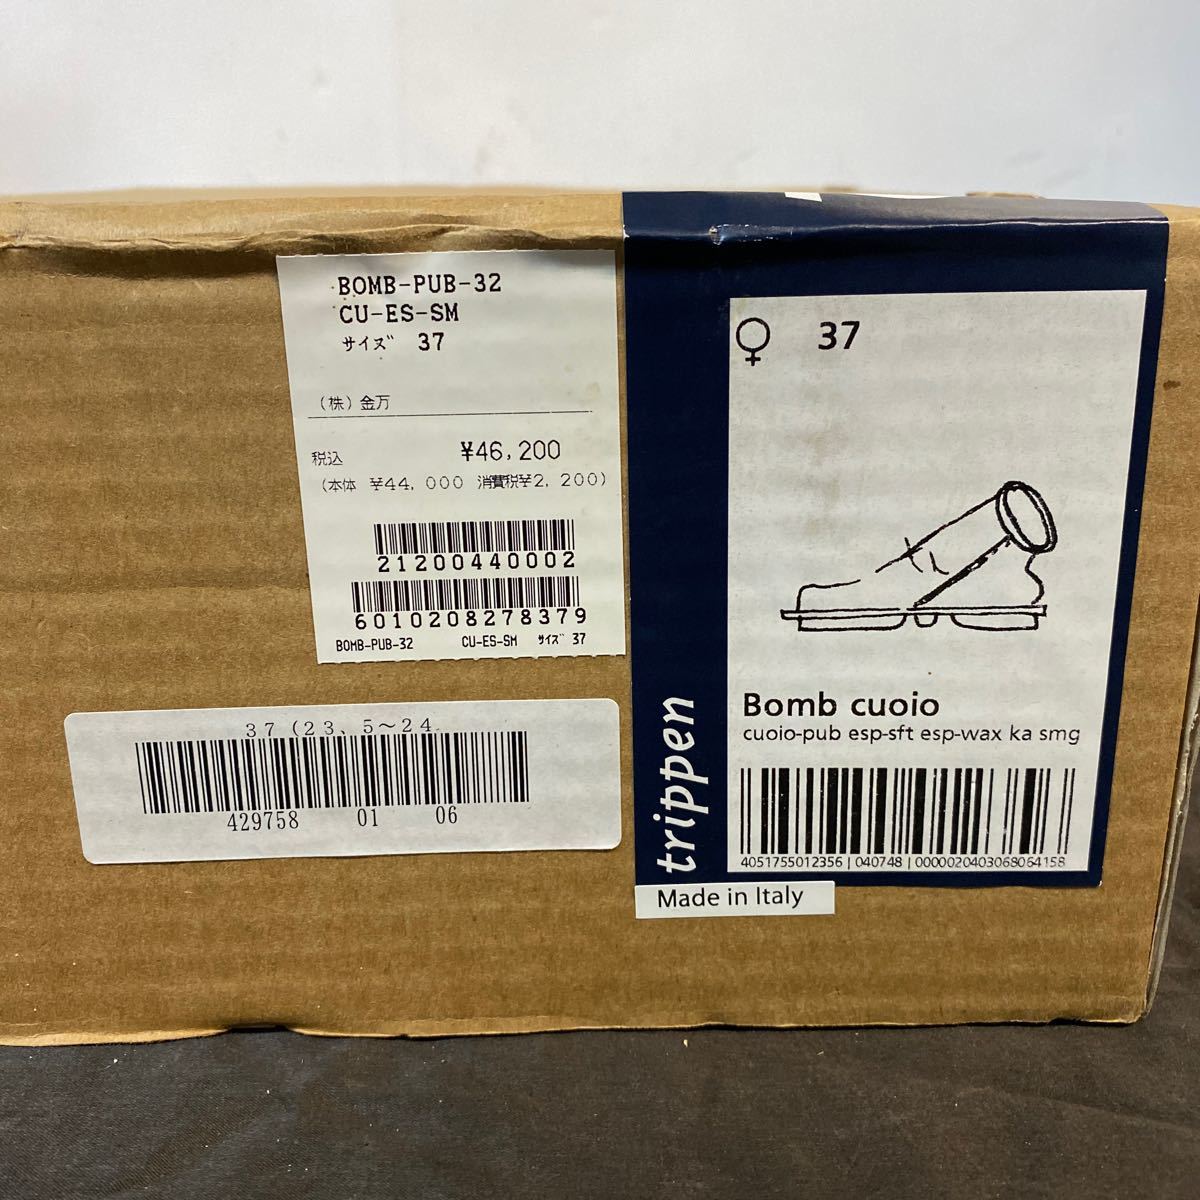 BOMB-PUB-32
CU-ES-SM
サイズ 37
（株）金万
税込 ¥46,200
（本体 ¥44,000 消費税¥2,200）
21200440002
6010208278379
BOMB-PUB-32 CU-ES-SM サイズ 37
37（23、5～24.
429758 01 06
♀ 37
Bomb cuoio
cuoio-pub esp-sft esp-wax ka smg
4051755012356 | 040748 | 0000020403068064158
trippen
Made in Italy